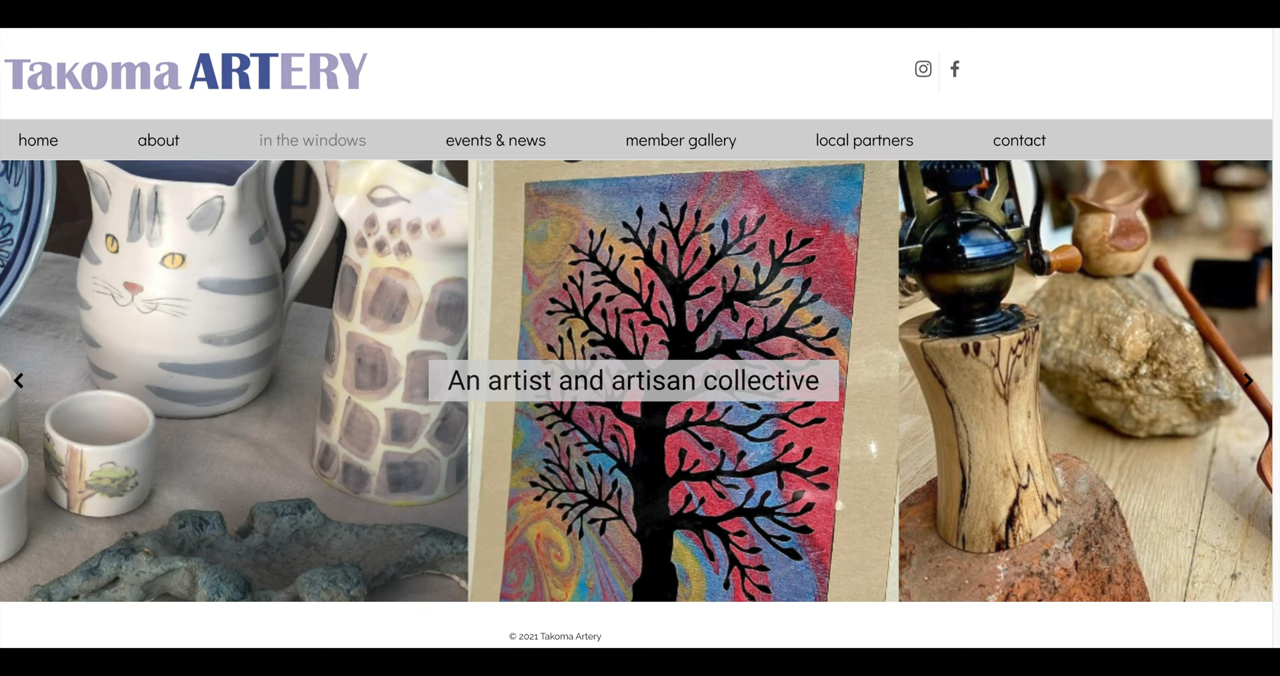 Takoma ARTERY
home about in the windows events & news member gallery local partners contact
An artist and artisan collective
© 2021 Takoma Artery